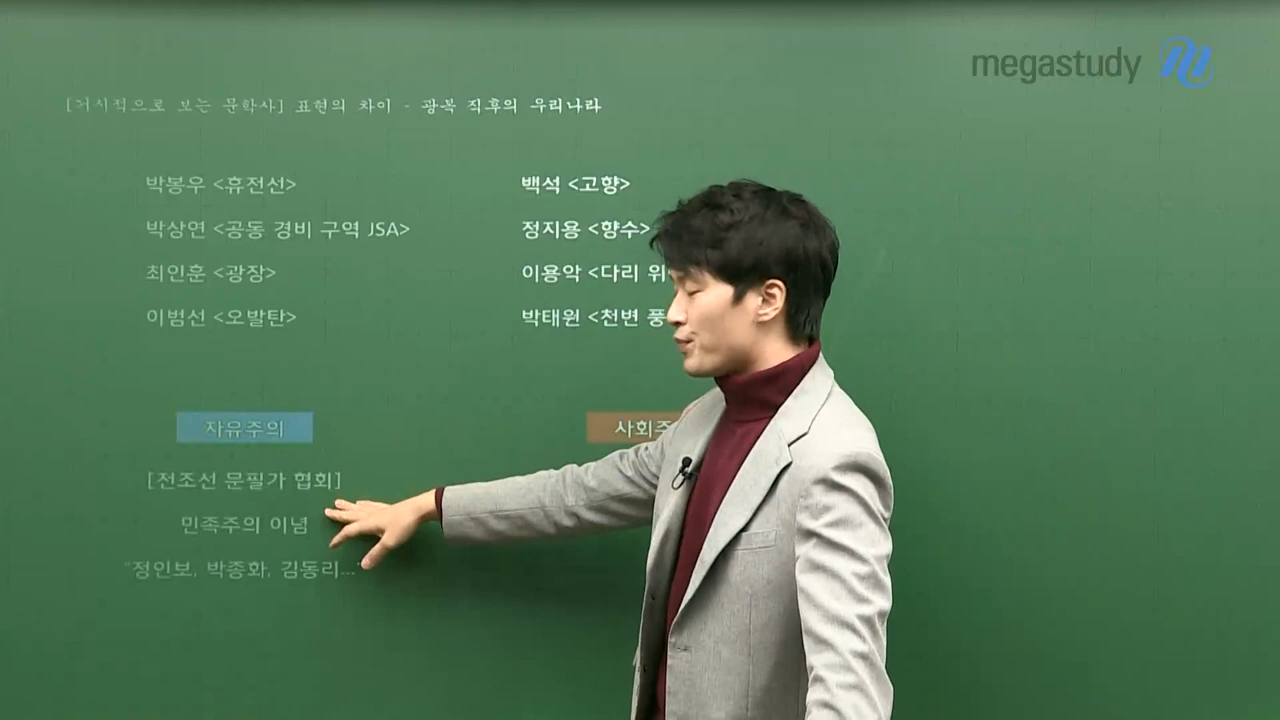 megastudy
[거시적으로 보는 문학사] 표현의 차이 - 광복 직후의 우리나라
박봉우 <휴전선>
박상연 <공동 경비 구역 JSA>
최인훈 <광장>
이범선 <오발탄>
백석 <고향>
정지용 <향수>
이용악 <다리 위
박태원 <천변 풍
자유주의
[전조선 문필가 협회]
민족주의 이념
"정인보, 박종화, 김동리..."
사회주